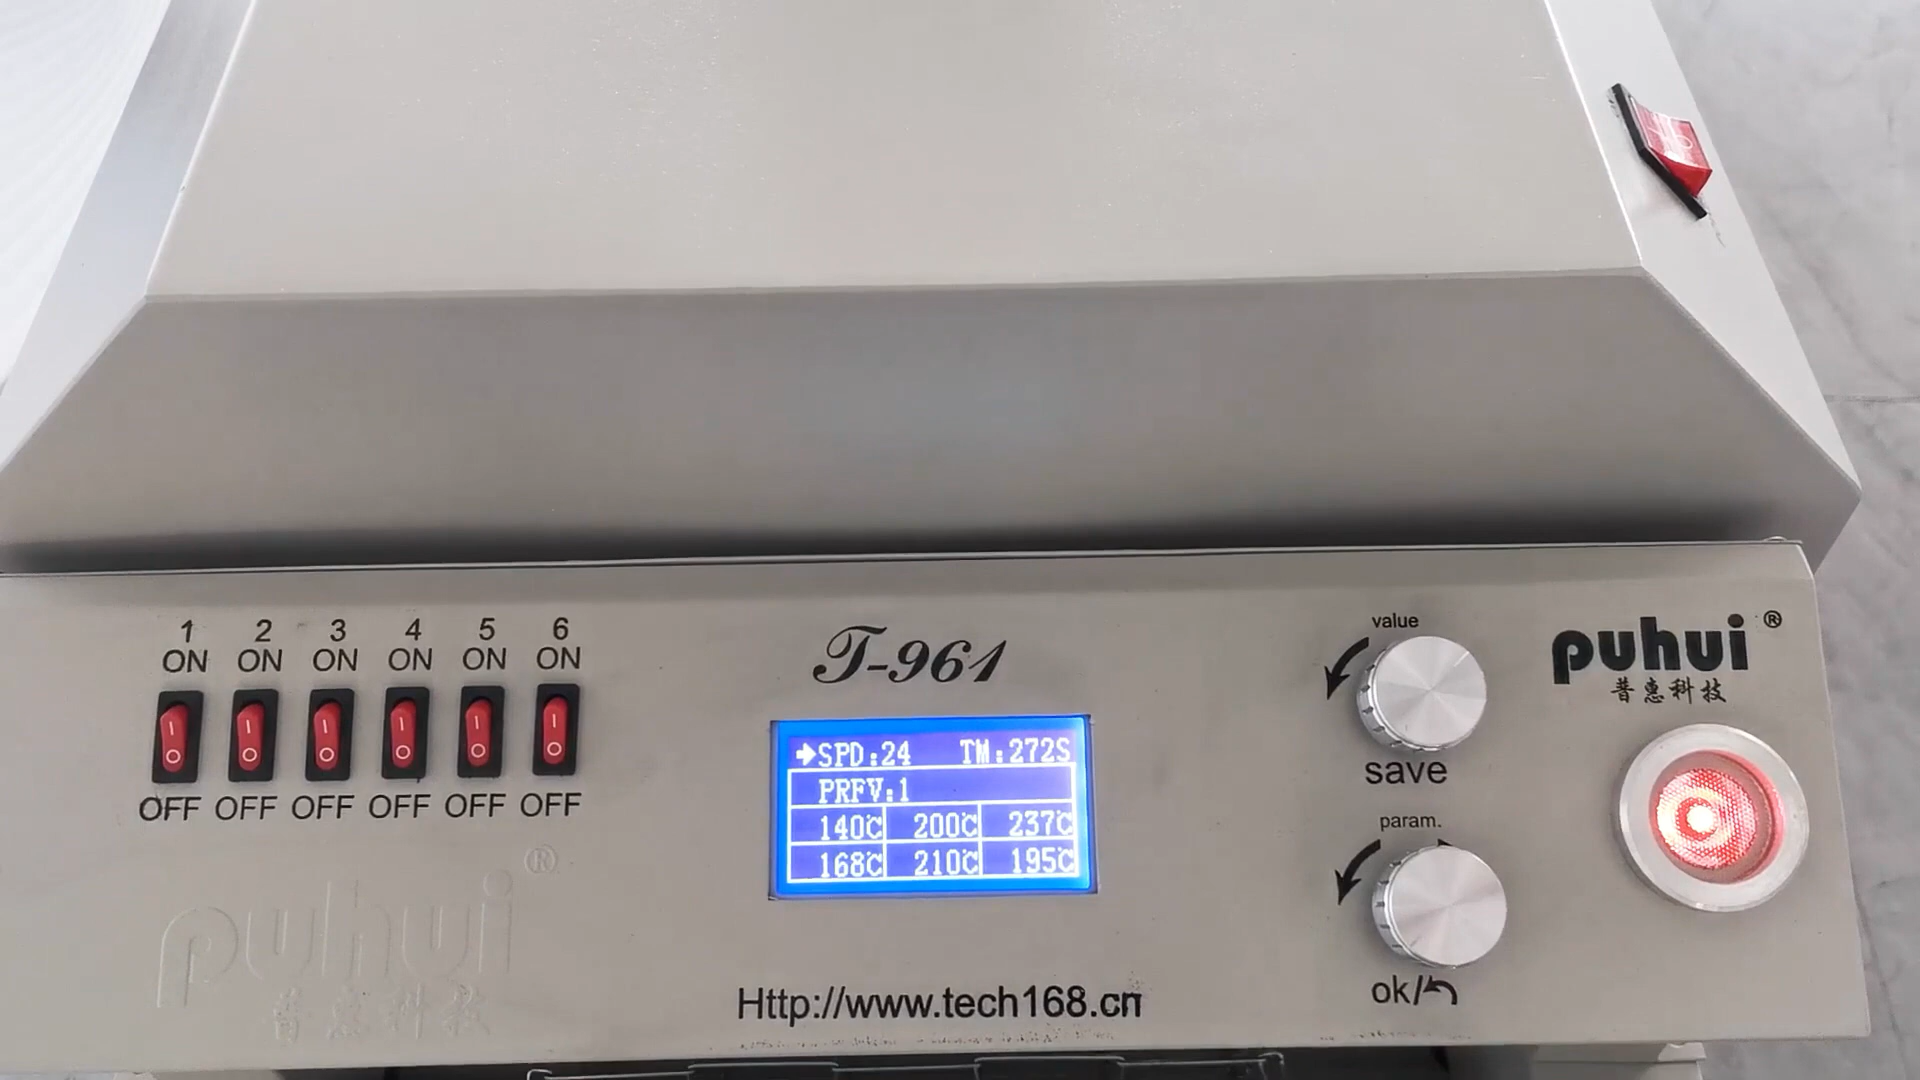 1 2 3 4 5 6
ON ON ON ON ON ON
OFF OFF OFF OFF OFF OFF
puhui®
普惠科技
T-961
SPD:24 TM:272S
PRFV:1
140℃ 200℃ 237℃
168℃ 210℃ 195℃
Http://www.tech168.cn
value
save
param.
ok/
puhui®
普惠科技